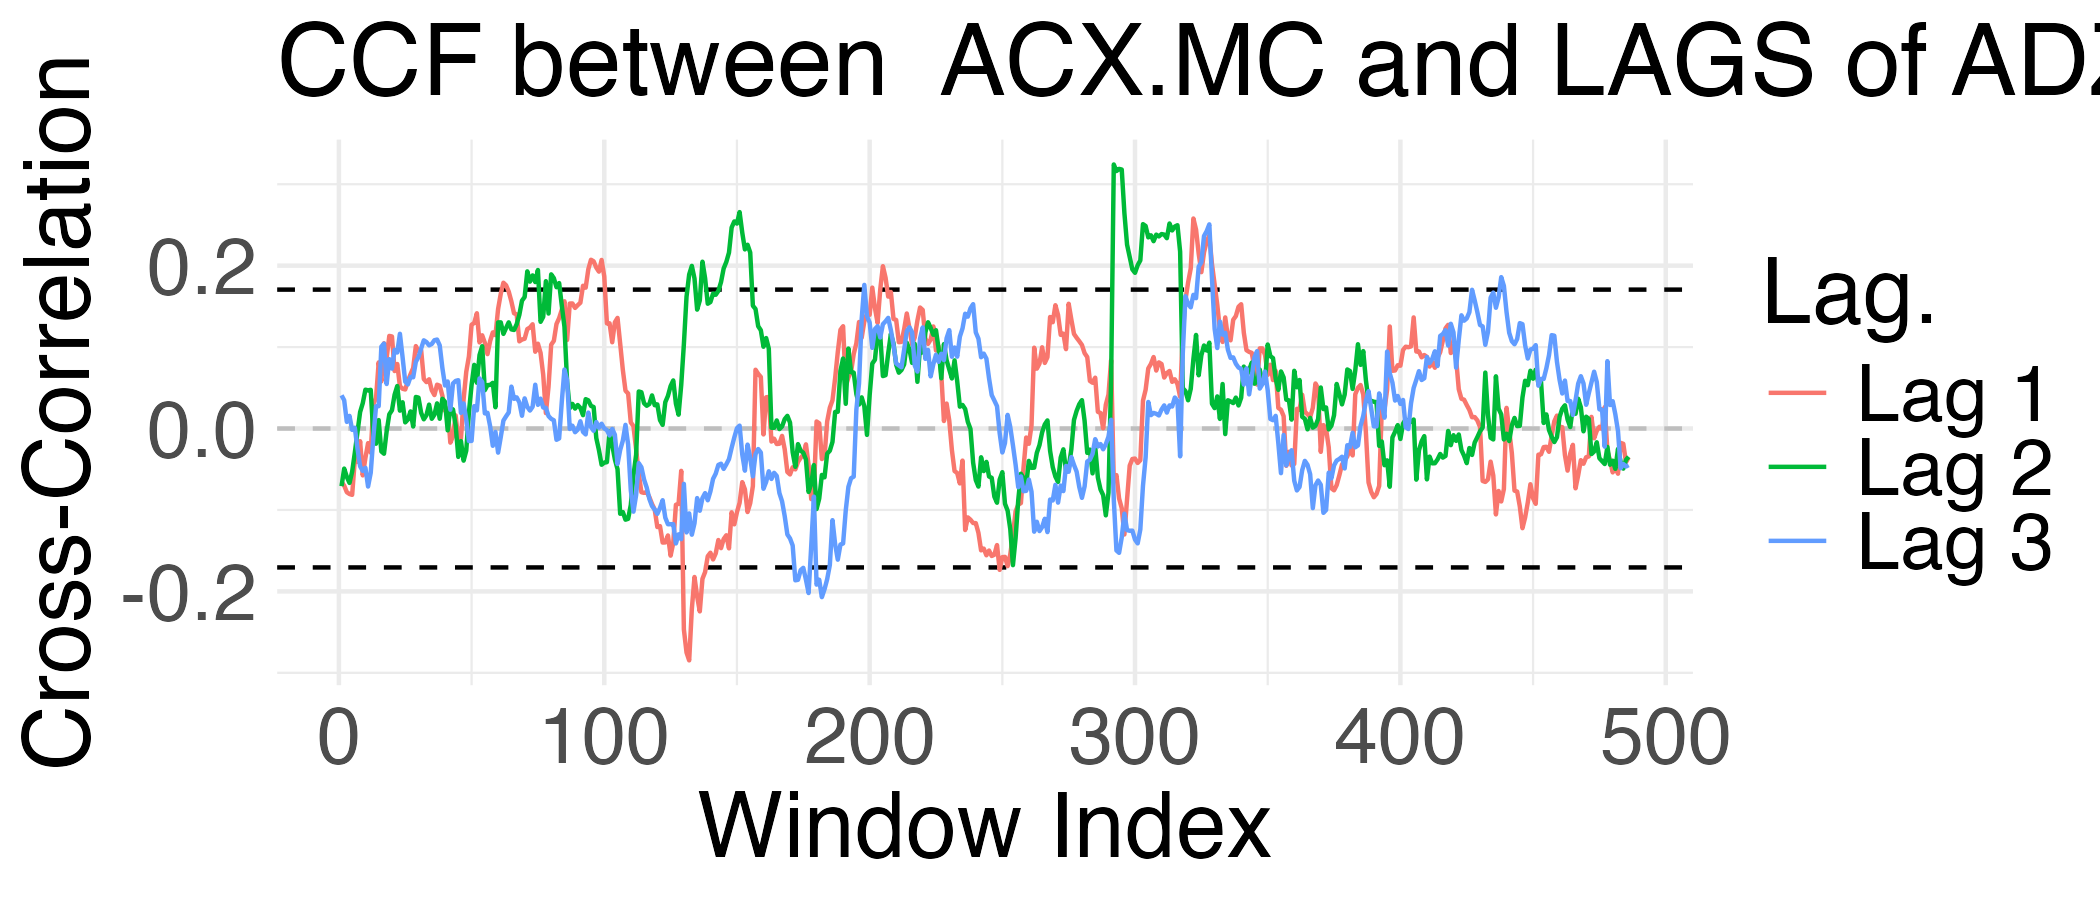 CCF between  ACX.MC and LAGS of AD
Cross-Correlation
0.2
0.0
-0.2
0
100
200
300
400
500
Window Index
Lag.
Lag 1
Lag 2
Lag 3